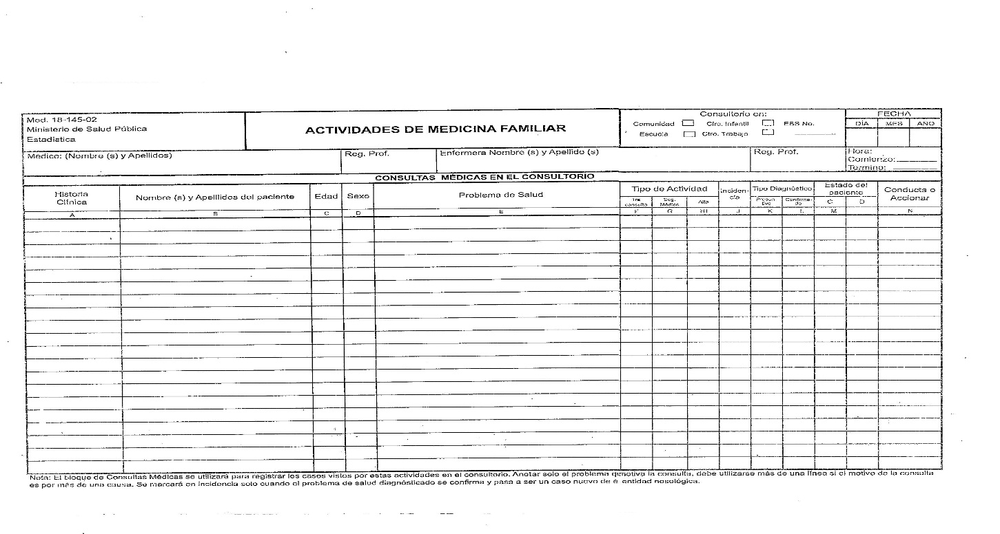 Mod. 18-145-02
Ministerio de Salud Pública
Estadística
ACTIVIDADES DE MEDICINA FAMILIAR
Consultorio en:
Comunidad Circ. Infantil EBS No.
Escuela Ctro. Trabajo
FECHA
DÍA MES AÑO
Médico: (Nombre (s) y Apellidos)
Reg. Prof.
Enfermera Nombre (s) y Apellido (s)
Reg. Prof.
Hora:
Comienzo:
Termino:
CONSULTAS MÉDICAS EN EL CONSULTORIO
Historia Clínica
Nombre (s) y Apelllidos del paciente
Edad
Sexo
Problema de Salud
Tipo de Actividad
consulta
Seg. Médico
Alta
Inciden-
cia
Tipo Diagnóstico
Presun
tivo
Confirma-
do
Estado del
paciente
C D
Conducta o
Accionar
A B C D E F G HI J K L M N
Nota: El bloque de Consultas Médicas se utilizará para registrar los casos vistos por estas actividades en el consultorio. Anotar solo el problema qmotiva la consulta, debe utilizarse más de una línea si el motivo de la consulta
es por más de una causa. Se marcará en incidencia solo cuando el problema de salud diagnósticado se confirma y pasa a ser un caso nuevo de e entidad nosológica.